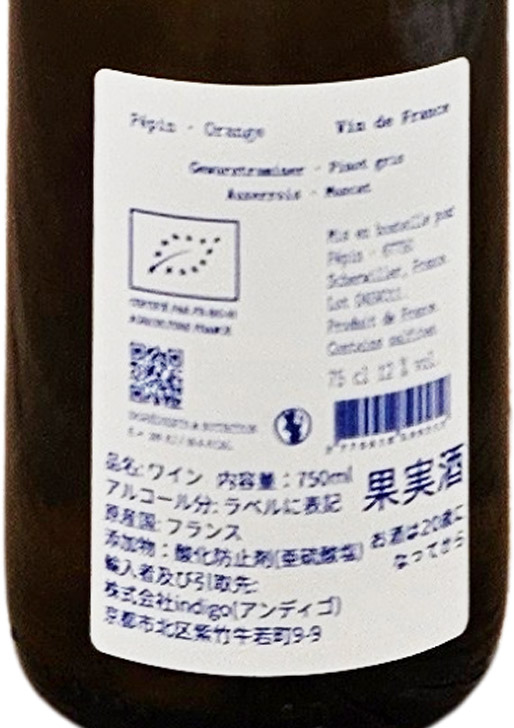 Pépin - Orange
Vin de France
Gewurztraminer - Pinot gris
Auxerrois - Muscat
Mis en bouteille par
Pépin - 67750
Scherwiller, France.
Lot
Produit de France.
Contains sulfites.
75 cl 12 % vol.
AGRICULTURE FRANCE
品名: ワイン 内容量：750ml
アルコール分: ラベルに表記
原産国: フランス
添加物：酸化防止剤(亜硫酸塩)
輸入者及び引取先:
株式会社indigo(アンディゴ)
京都市北区紫竹牛若町9-9
果実酒
お酒は20歳に
なってから